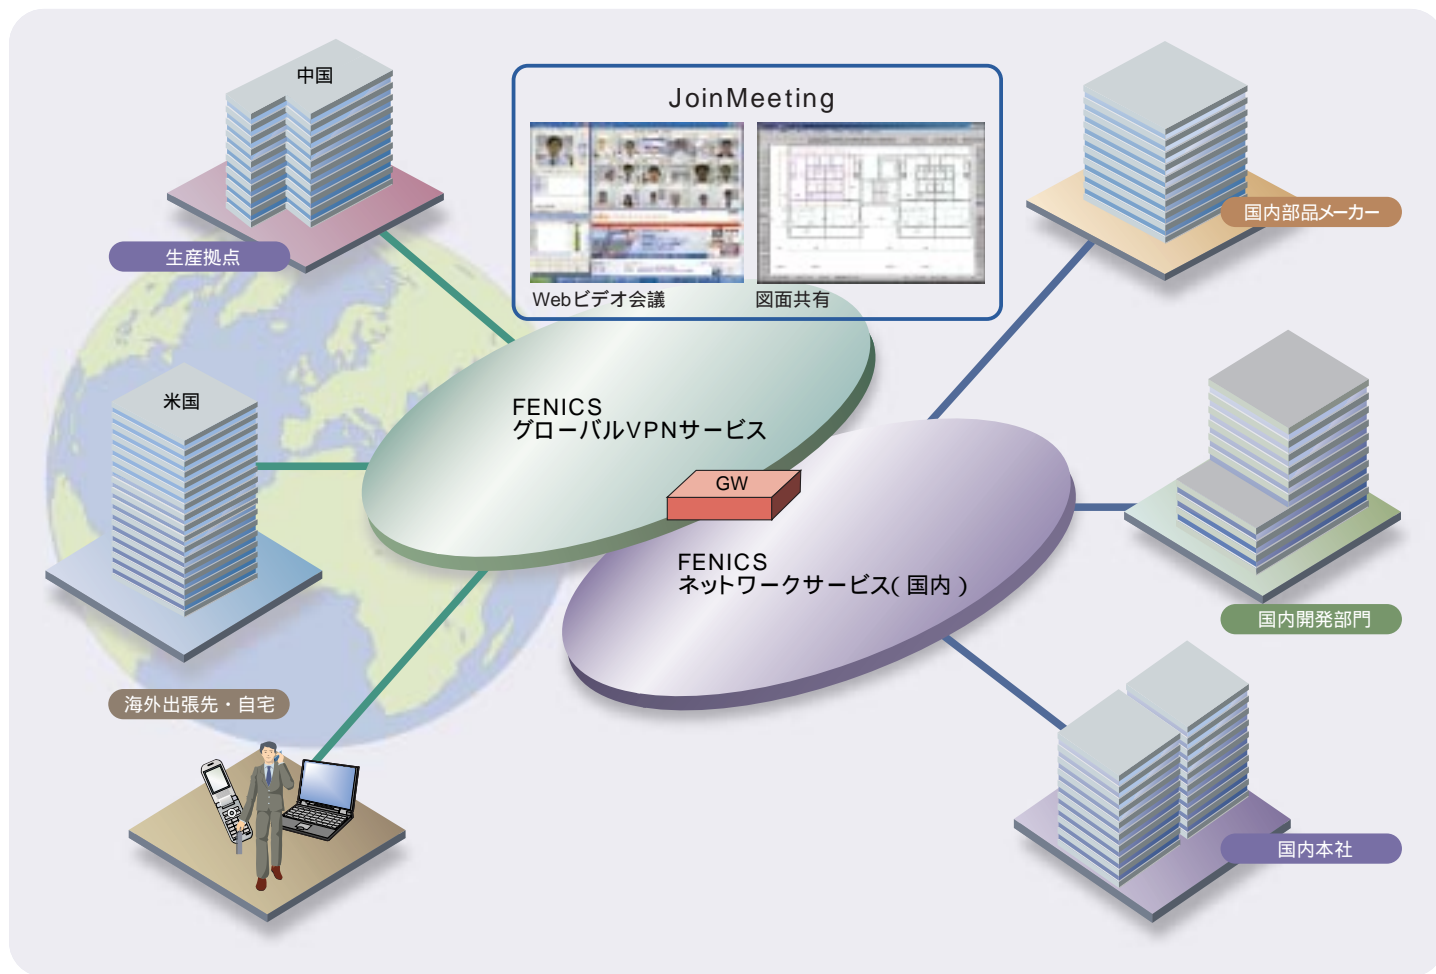 中国
JoinMeeting
Webビデオ会議
図面共有
国内部品メーカー
生産拠点
米国
FENICS
グローバルVPNサービス
GW
FENICS
ネットワークサービス(国内)
国内開発部門
海外出張先・自宅
国内本社